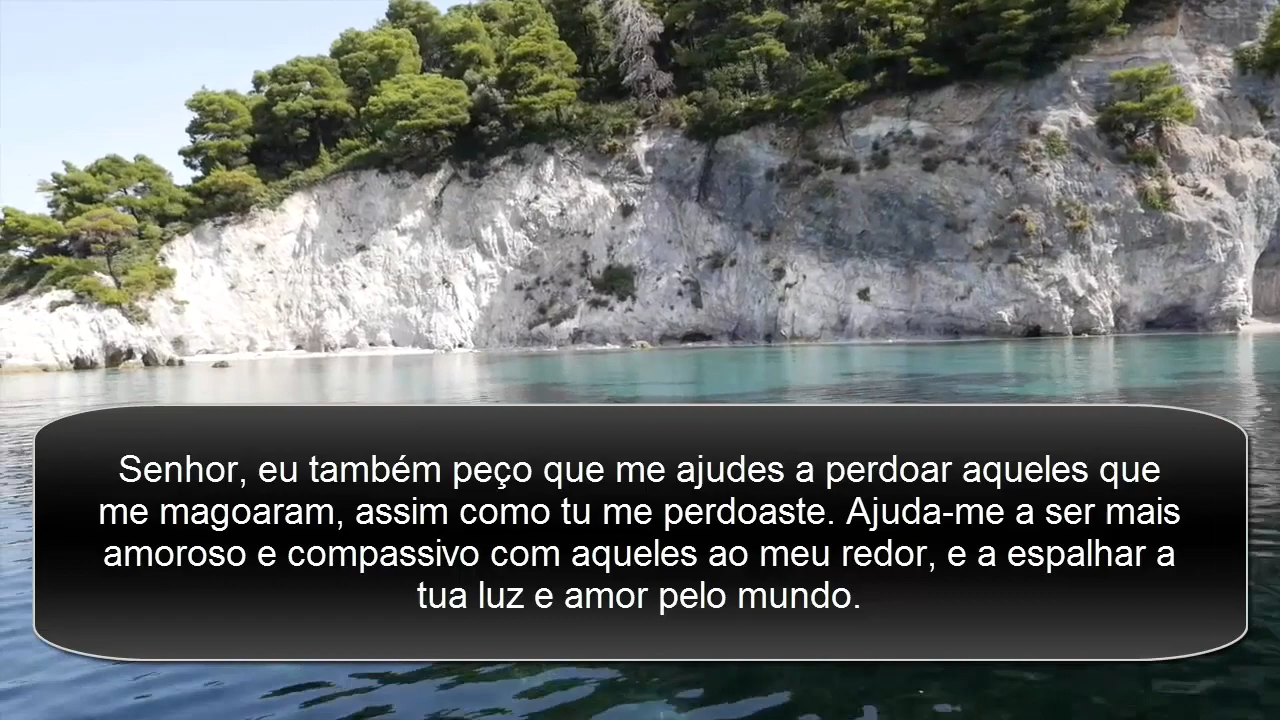 Senhor, eu também peço que me ajudes a perdoar aqueles que
me magoaram, assim como tu me perdoaste. Ajuda-me a ser mais
amoroso e compassivo com aqueles ao meu redor, e a espalhar a
tua luz e amor pelo mundo.